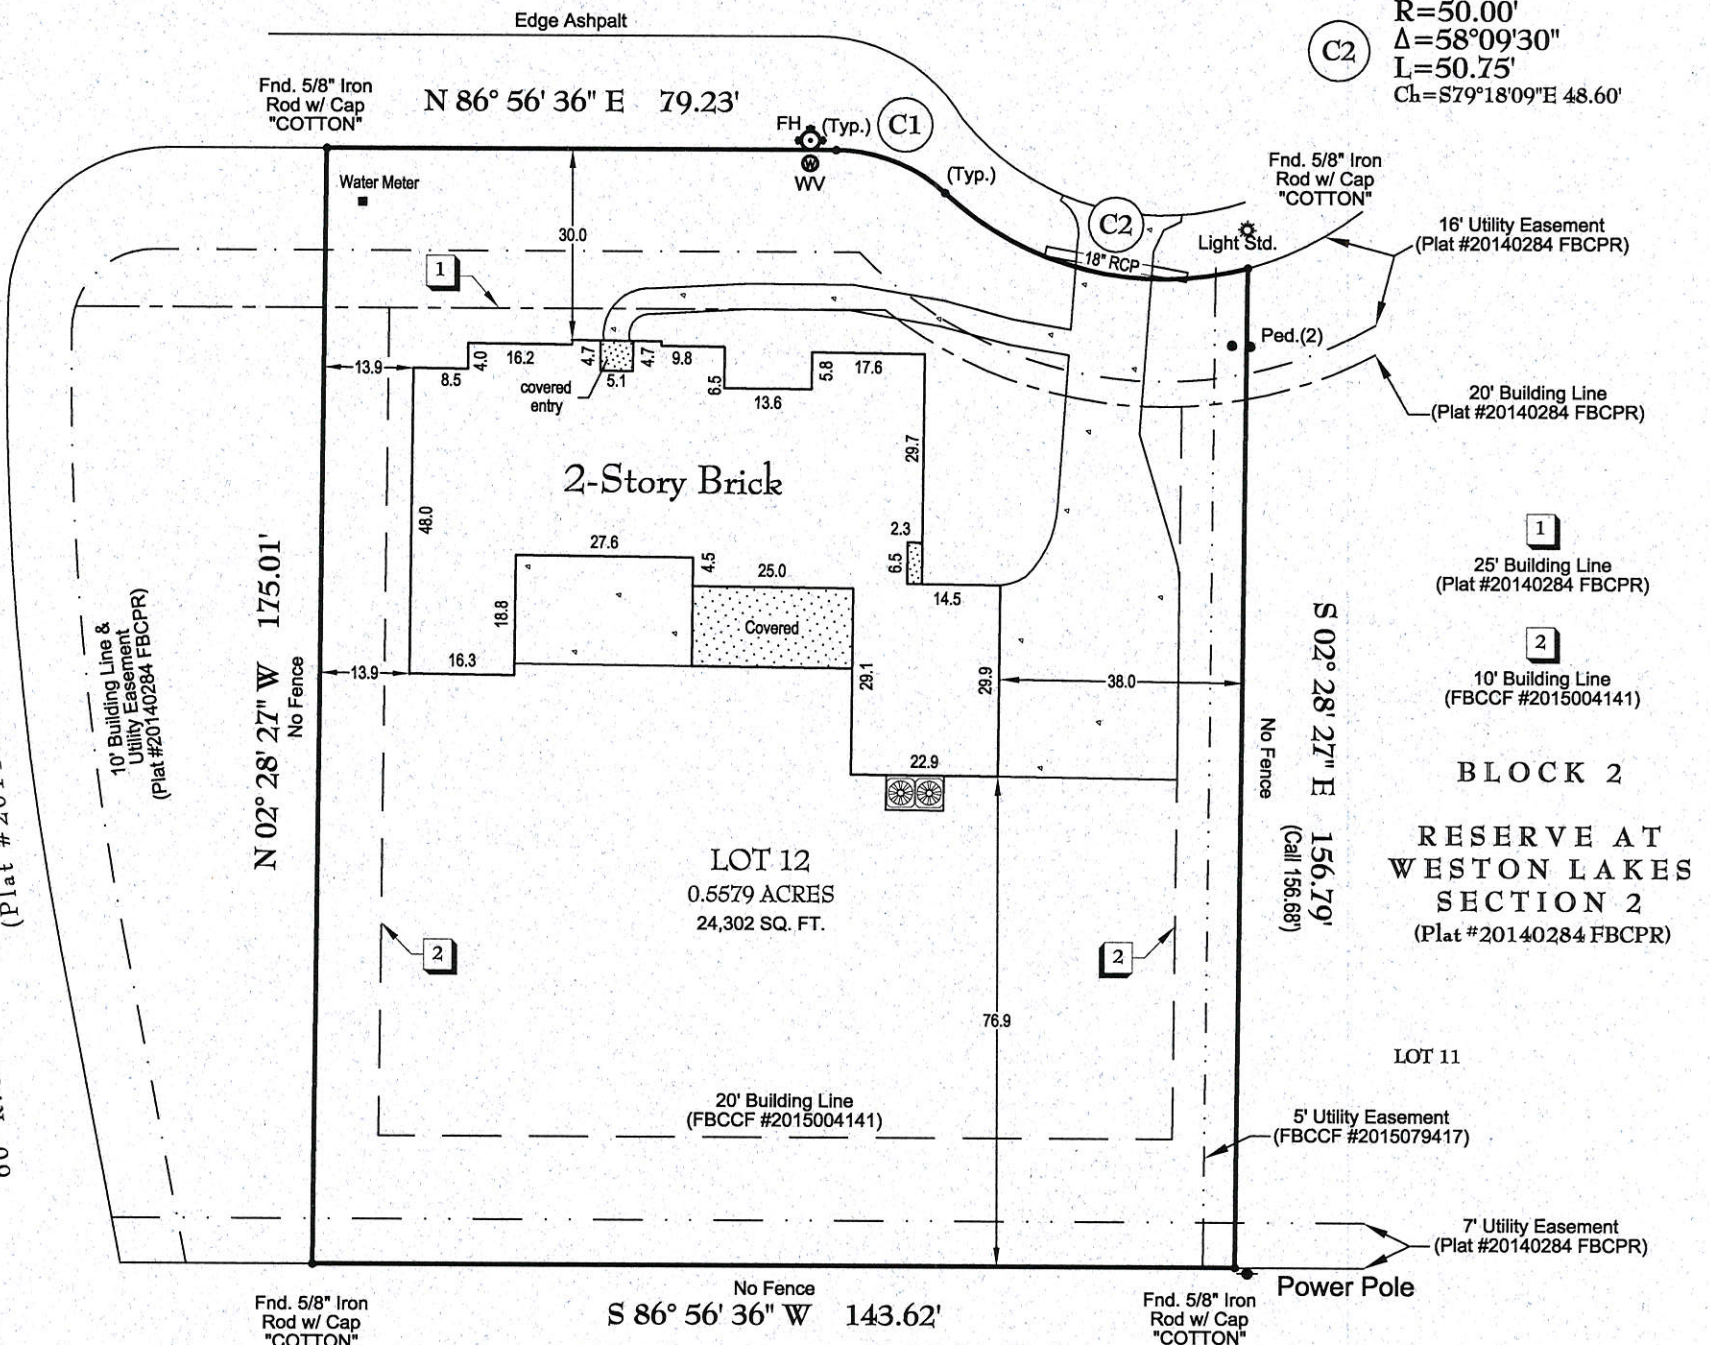 Edge Ashpalt
R=50.00'
C2
Δ=58°09'30"
L=50.75'
Ch=S79°18'09"E 48.60'
Fnd. 5/8" Iron
Rod w/ Cap
"COTTON"
N 86° 56' 36" E 79.23'
FH
(Typ.)
C1
W
WV
(Typ.)
Fnd. 5/8" Iron
Rod w/ Cap
"COTTON"
Water Meter
C2
Light Std.
18" RCP
16' Utility Easement
(Plat #20140284 FBCPR)
30.0
1
Ped.(2)
13.9
8.5
4.0
16.2
4.7
5.1
4.7
9.8
6.5
13.6
5.8
17.6
covered
entry
20' Building Line
(Plat #20140284 FBCPR)
29.7
2-Story Brick
48.0
27.6
4.5
25.0
2.3
6.5
14.5
18.8
Covered
1
25' Building Line
(Plat #20140284 FBCPR)
2
10' Building Line
(FBCCF #2015004141)
10' Building Line &
Utility Easement
(Plat #20140284 FBCPR)
N 02° 28' 27" W 175.01'
No Fence
13.9
16.3
29.1
29.9
38.0
22.9
S 02° 28' 27" E 156.79'
(Call 156.68')
No Fence
BLOCK 2
RESERVE AT
WESTON LAKES
SECTION 2
(Plat #20140284 FBCPR)
LOT 12
0.5579 ACRES
24,302 SQ. FT.
2
2
76.9
LOT 11
20' Building Line
(FBCCF #2015004141)
5' Utility Easement
(FBCCF #2015079417)
7' Utility Easement
(Plat #20140284 FBCPR)
No Fence
S 86° 56' 36" W 143.62'
Power Pole
Fnd. 5/8" Iron
Rod w/ Cap
"COTTON"
Fnd. 5/8" Iron
Rod w/ Cap
"COTTON"
(Plat